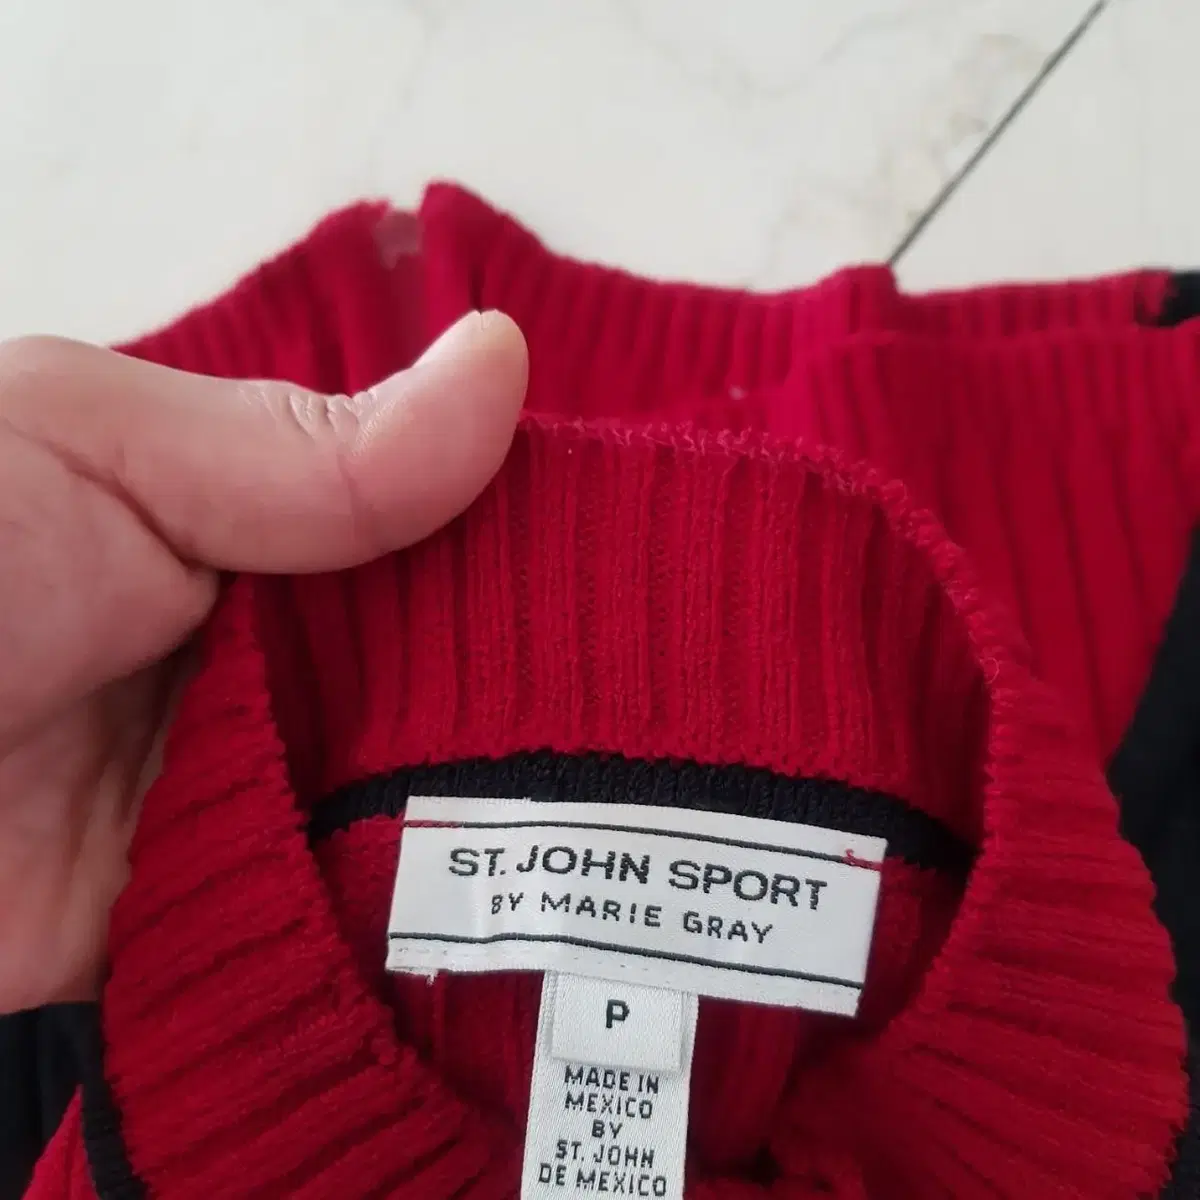 ST. JOHN SPORT
BY MARIE GRAY
P
MADE IN
MEXICO
BY
ST. JOHN
DE MEXICO